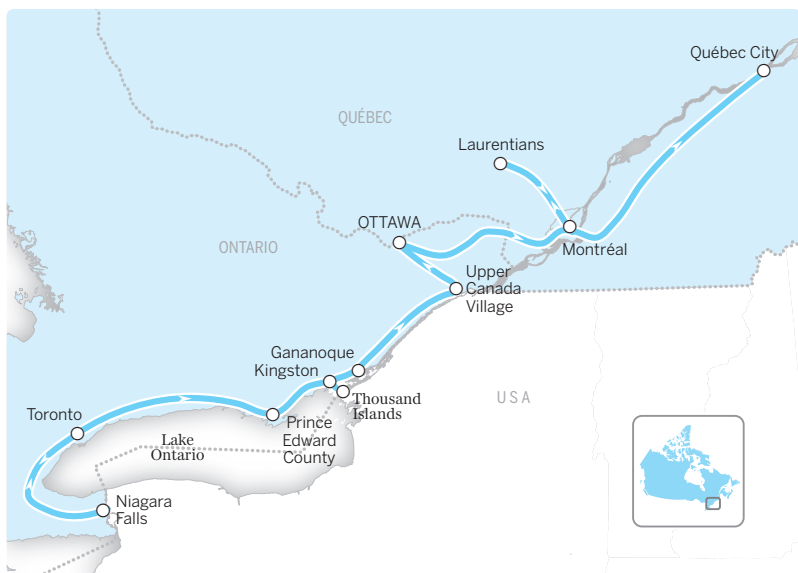 Québec City
QUÉBEC
Laurentians
OTTAWA
ONTARIO
Montréal
Upper
Canada
Village
Gananoque
Kingston
USA
Thousand
Islands
Toronto
Prince
Edward
County
Lake
Ontario
Niagara
Falls